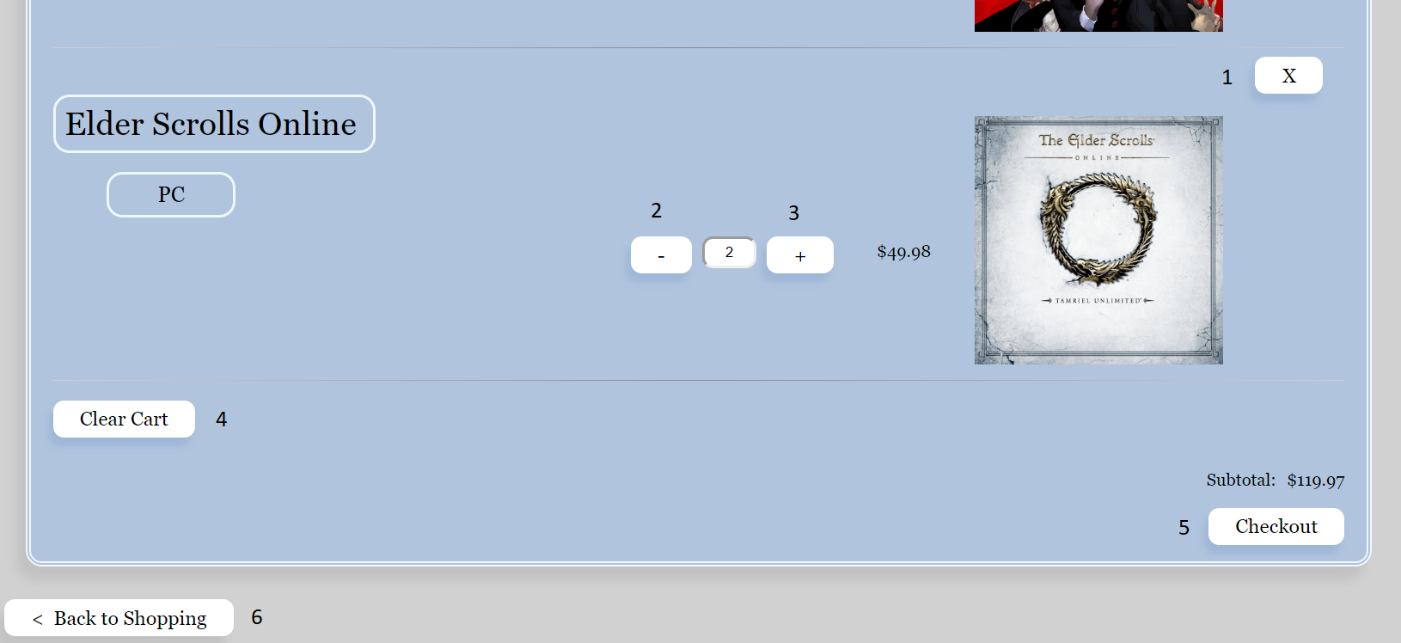 1 X
Elder Scrolls Online
PC
2 3
- 2 + $49.98
The Elder Scrolls
ONLINE
TAMRIEL UNLIMITED
Clear Cart 4
Subtotal: $119.97
5 Checkout
< Back to Shopping 6